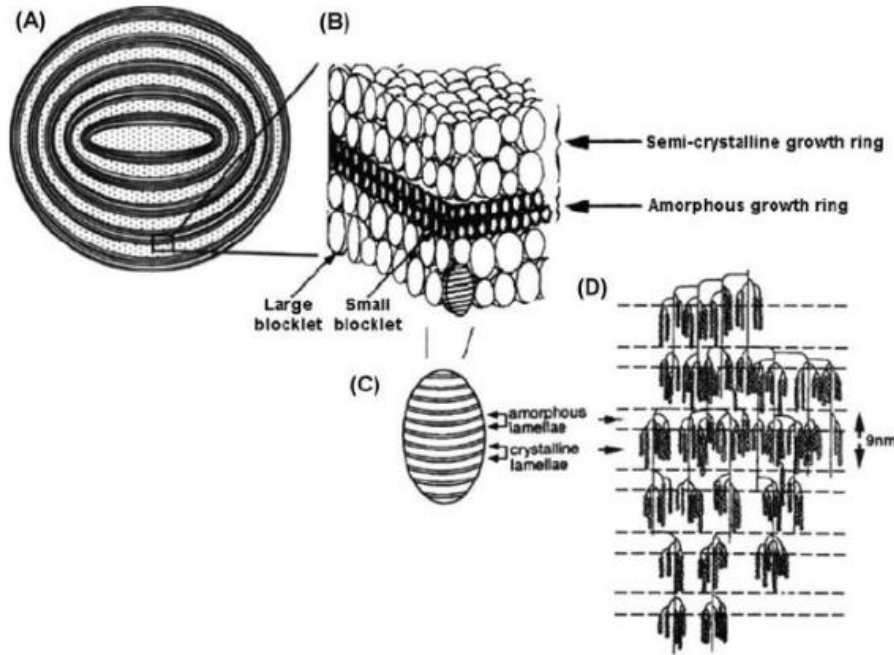 (A)
(B)
Semi-crystalline growth ring
Amorphous growth ring
Large
blocklet
Small
blocklet
(D)
(C)
amorphous
lamellae
crystalline
lamellae
9nm